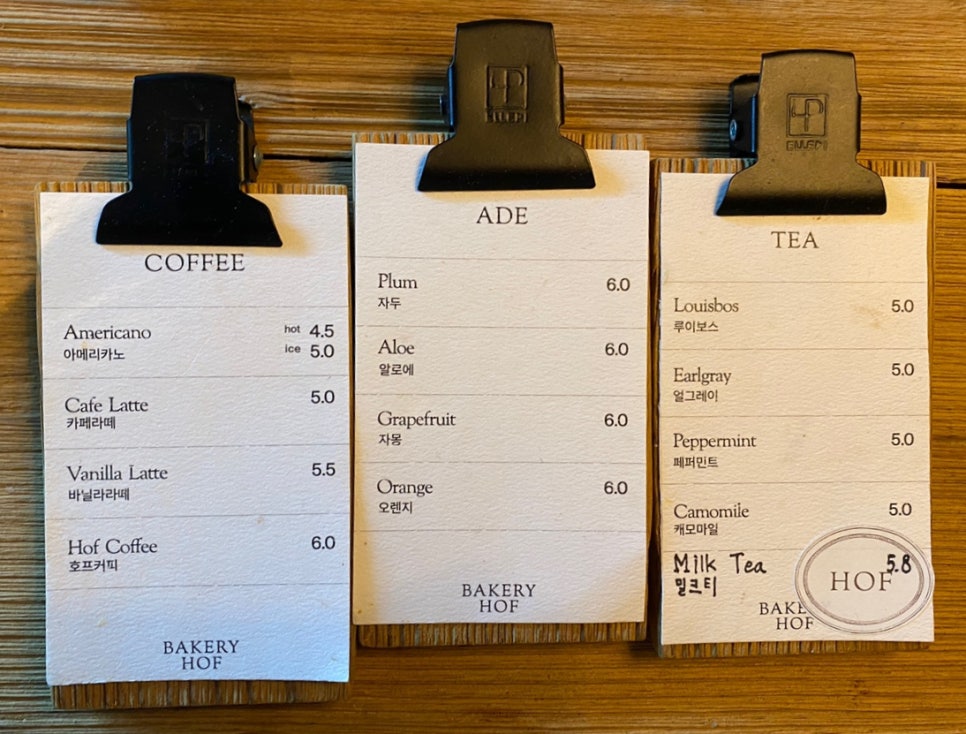 COFFEE
Americano hot 4.5
아메리카노 ice 5.0
Cafe Latte 5.0
카페라떼
Vanilla Latte 5.5
바닐라라떼
Hof Coffee 6.0
호프커피
BAKERY
HOF
ADE
Plum 6.0
자두
Aloe 6.0
알로에
Grapefruit 6.0
자몽
Orange 6.0
오렌지
BAKERY
HOF
TEA
Louisbos 5.0
루이보스
Earlgray 5.0
얼그레이
Peppermint 5.0
페퍼민트
Camomile 5.0
캐모마일
Milk Tea 5.8
밀크티
HOF
BAKE
HOF